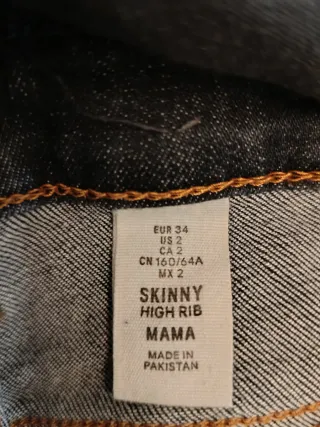 EUR 34
US 2
CA 2
CN 160/64A
MX 2
SKINNY
HIGH RIB
MAMA
MADE IN
PAKISTAN